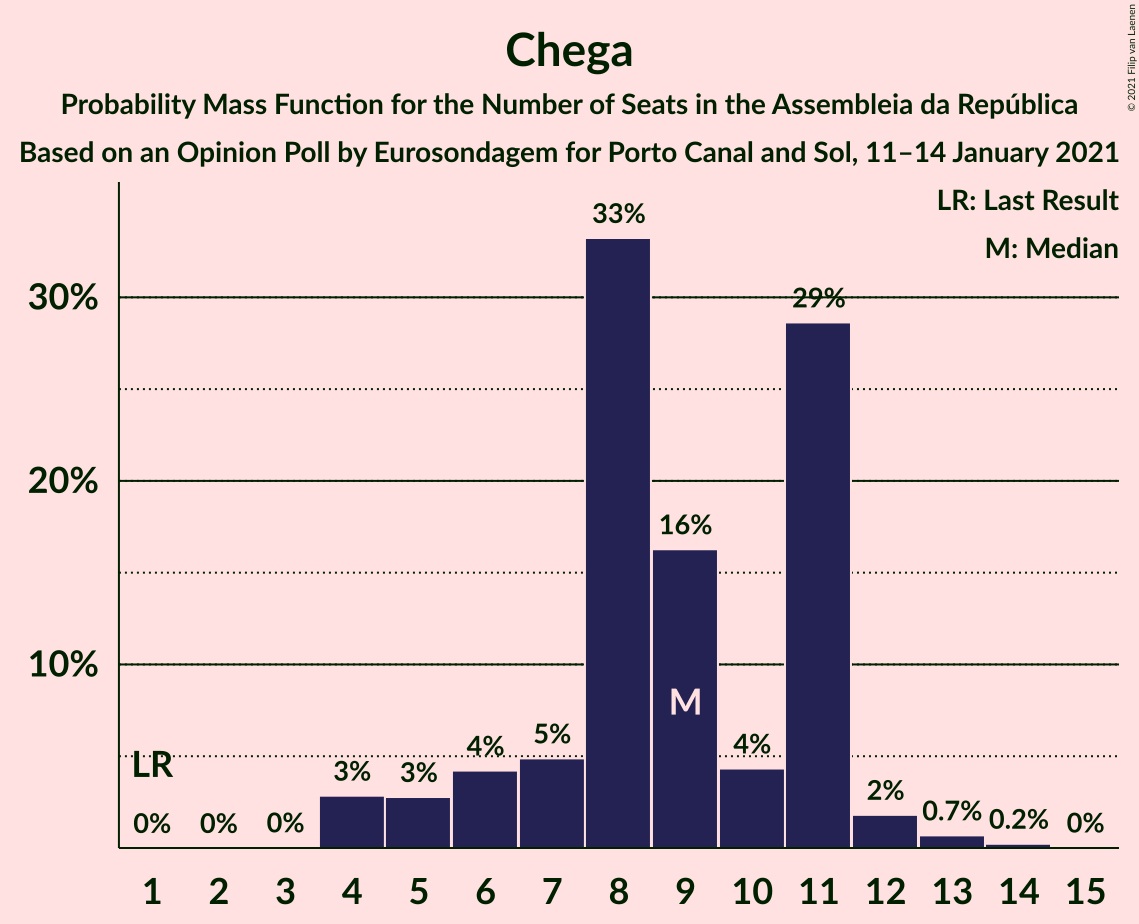 Chega
Probability Mass Function for the Number of Seats in the Assembleia da República
Based on an Opinion Poll by Eurosondagem for Porto Canal and Sol, 11–14 January 2021
© 2021 Filip van Laenen
LR: Last Result
M: Median
30%
20%
10%
LR
M
0%
0%
0%
3%
3%
4%
5%
33%
16%
4%
29%
2%
0.7%
0.2%
0%
1 2 3 4 5 6 7 8 9 10 11 12 13 14 15